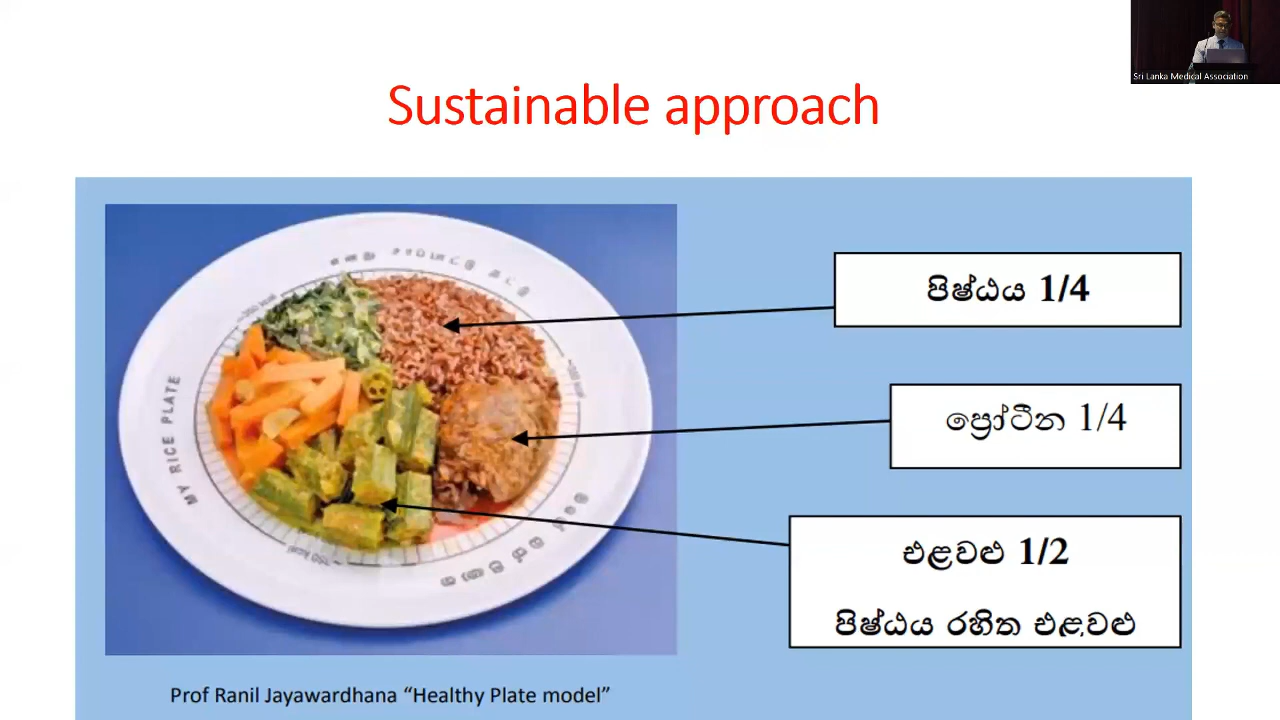 Sri Lanka Medical Association
Sustainable approach
MY RICE PLATE
පිෂ්ඨය 1/4
ප්‍රෝටීන 1/4
එළවළු 1/2
පිෂ්ඨය රහිත එළවළු
Prof Ranil Jayawardhana “Healthy Plate model”